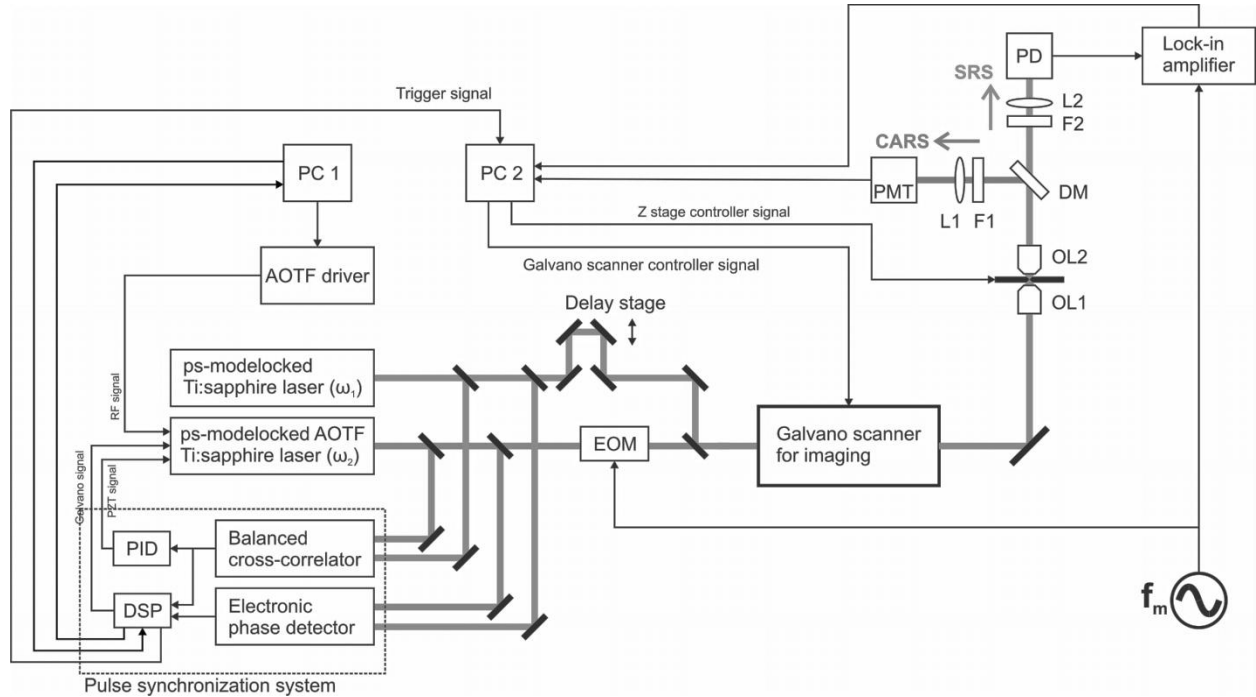 PD
Lock-in
amplifier
SRS
L2
F2
Trigger signal
CARS
PC 1
PC 2
PMT
L1
F1
DM
Z stage controller signal
OL2
AOTF driver
Galvano scanner controller signal
OL1
Delay stage
RF signal
ps-modelocked
Ti:sapphire laser (ω₁)
ps-modelocked AOTF
Ti:sapphire laser (ω₂)
EOM
Galvano scanner
for imaging
Galvano signal
PZT signal
PID
Balanced
cross-correlator
DSP
Electronic
phase detector
fₘ
Pulse synchronization system